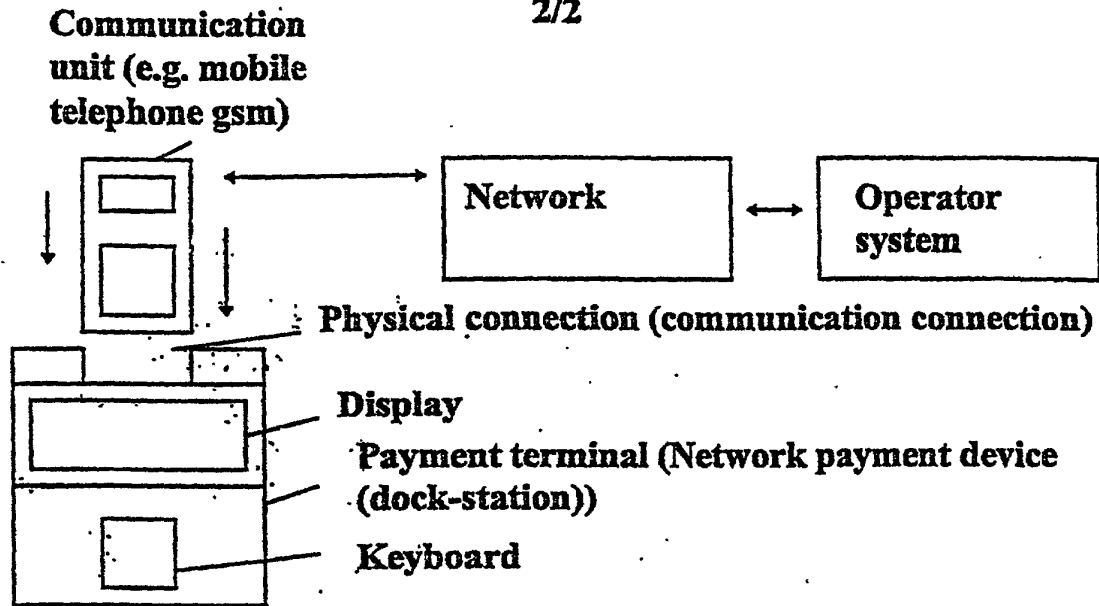 2/2
Communication
unit (e.g. mobile
telephone gsm)
Network
Operator
system
Physical connection (communication connection)
Display
Payment terminal (Network payment device
(dock-station))
Keyboard